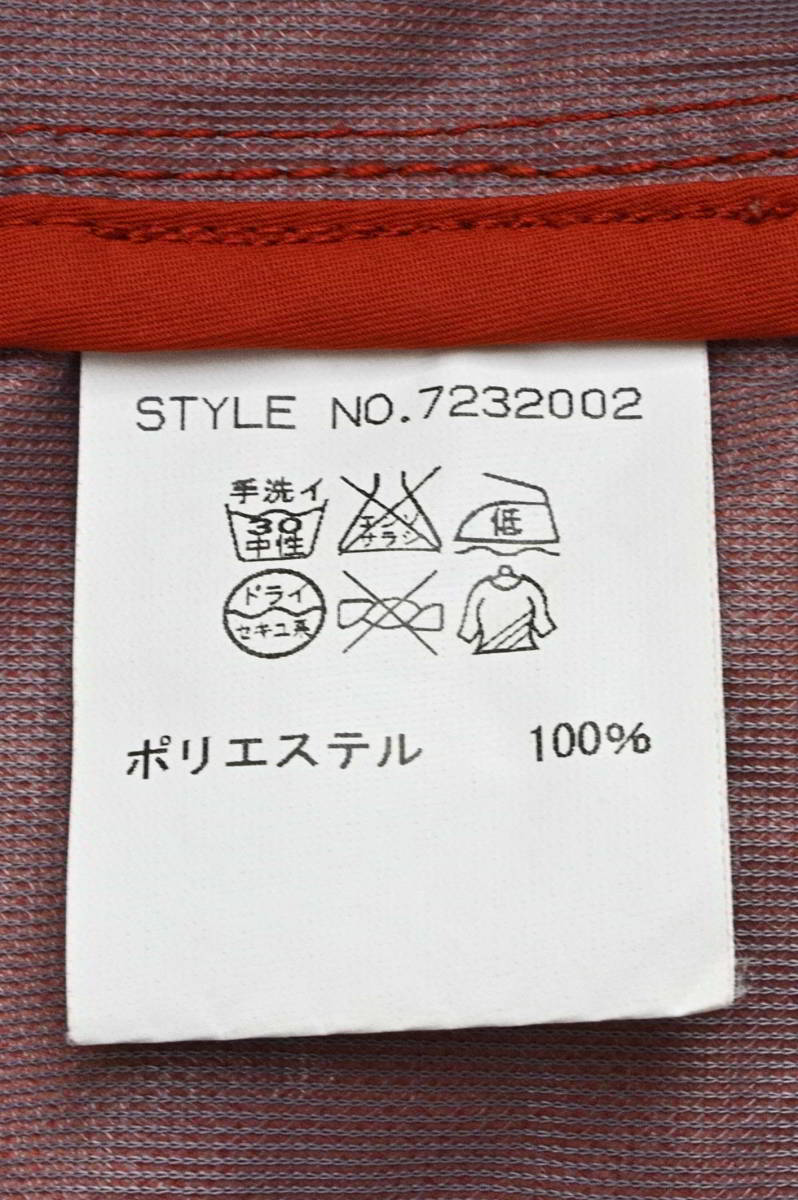 STYLE NO.7232002
手洗イ
30
中性
エンソ
サラシ
低
ドライ
セキユ系
ポリエステル 100%